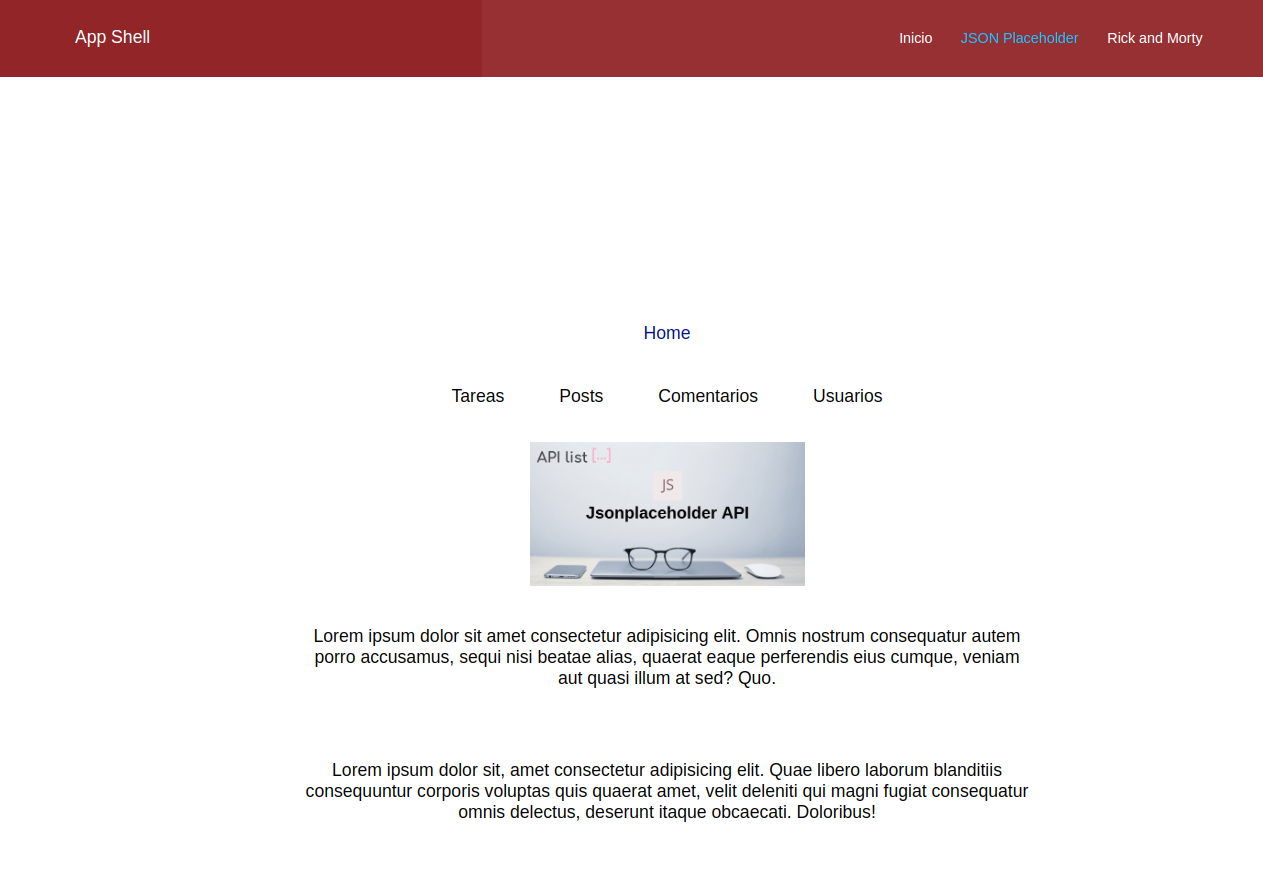 App Shell
Inicio JSON Placeholder Rick and Morty
Home
Tareas Posts Comentarios Usuarios
API list [...]
JS
Jsonplaceholder API
Lorem ipsum dolor sit amet consectetur adipisicing elit. Omnis nostrum consequatur autem
porro accusamus, sequi nisi beatae alias, quaerat eaque perferendis eius cumque, veniam
aut quasi illum at sed? Quo.
Lorem ipsum dolor sit, amet consectetur adipisicing elit. Quae libero laborum blanditiis
consequuntur corporis voluptas quis quaerat amet, velit deleniti qui magni fugiat consequatur
omnis delectus, deserunt itaque obcaecati. Doloribus!